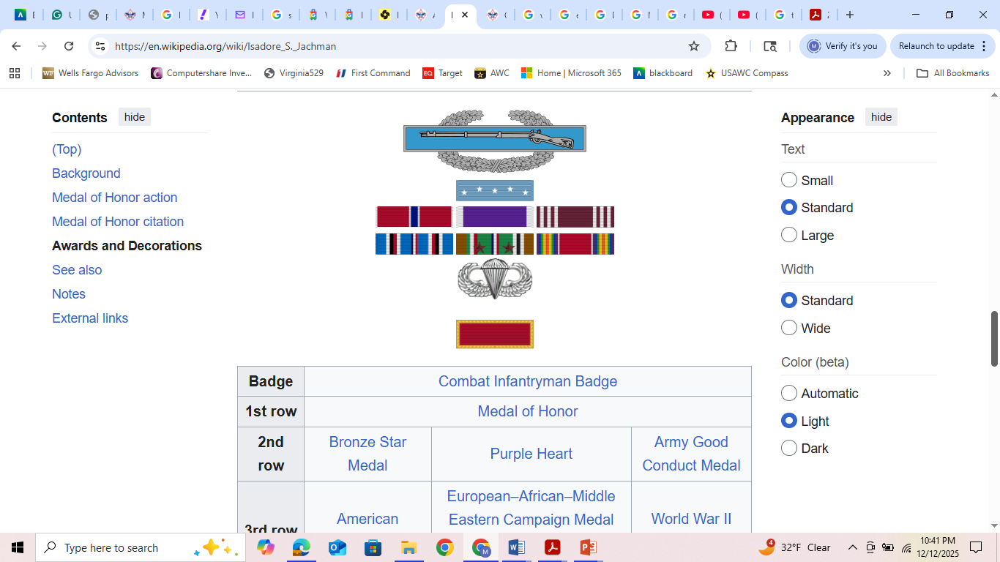 https://en.wikipedia.org/wiki/Isadore_S._Jachman
Verify it's you
Relaunch to update
Wells Fargo Advisors
Computershare Inve...
Virginia529
First Command
Target
AWC
Home | Microsoft 365
blackboard
USAWC Compass
All Bookmarks
Contents
hide
(Top)
Background
Medal of Honor action
Medal of Honor citation
Awards and Decorations
See also
Notes
External links
Badge
Combat Infantryman Badge
1st row
Medal of Honor
2nd row
Bronze Star
Medal
Purple Heart
Army Good
Conduct Medal
3rd row
American
European–African–Middle
Eastern Campaign Medal
World War II
Appearance
hide
Text
Small
Standard
Large
Width
Standard
Wide
Color (beta)
Automatic
Light
Dark
Type here to search
32°F Clear
10:41 PM
12/12/2025